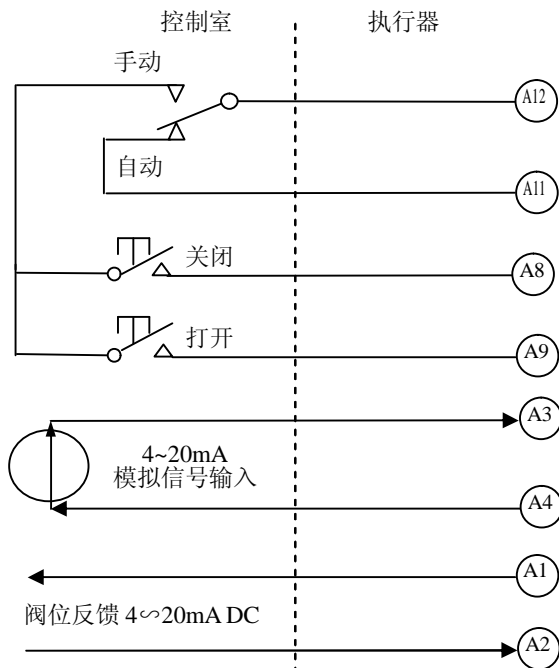 控制室 执行器
手动
A12
自动
A11
关闭
A8
打开
A9
A3
4~20mA
模拟信号输入
A4
A1
阀位反馈 4∽20mA DC
A2